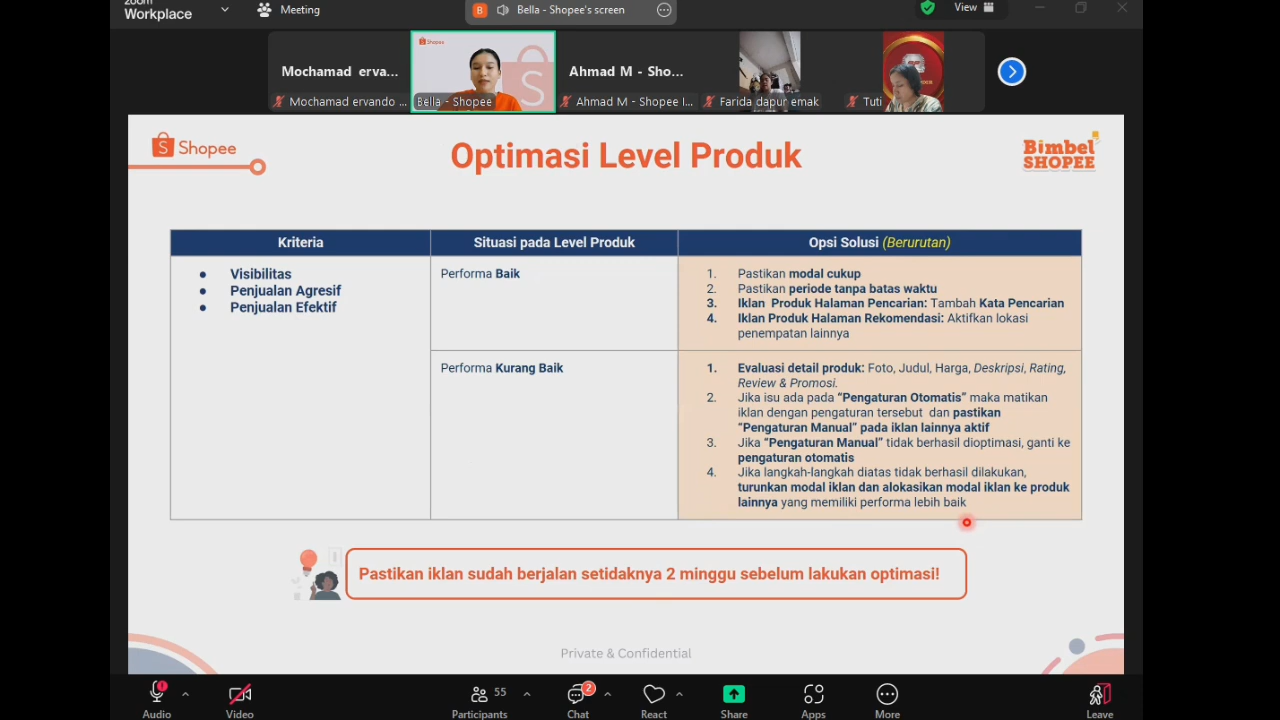 zoom
Workplace
Meeting
B
Bella - Shopee's screen
View
Mochamad erva...
Ahmad M - Sho...
Shopee
Mochamad ervando ...
Bella - Shopee
Ahmad M - Shopee I...
Farida dapur emak
Tuti
Shopee
Optimasi Level Produk
Bimbel
SHOPEE
Kriteria
Situasi pada Level Produk
Opsi Solusi (Berurutan)
● Visibilitas
● Penjualan Agresif
● Penjualan Efektif
Performa Baik
1. Pastikan modal cukup
2. Pastikan periode tanpa batas waktu
3. Iklan Produk Halaman Pencarian: Tambah Kata Pencarian
4. Iklan Produk Halaman Rekomendasi: Aktifkan lokasi
penempatan lainnya
Performa Kurang Baik
1. Evaluasi detail produk: Foto, Judul, Harga, Deskripsi, Rating,
Review & Promosi.
2. Jika isu ada pada “Pengaturan Otomatis” maka matikan
iklan dengan pengaturan tersebut dan pastikan
“Pengaturan Manual” pada iklan lainnya aktif
3. Jika “Pengaturan Manual” tidak berhasil dioptimasi, ganti ke
pengaturan otomatis
4. Jika langkah-langkah diatas tidak berhasil dilakukan,
turunkan modal iklan dan alokasikan modal iklan ke produk
lainnya yang memiliki performa lebih baik
Pastikan iklan sudah berjalan setidaknya 2 minggu sebelum lakukan optimasi!
Private & Confidential
Audio
Video
55
Participants
2
Chat
React
Share
Apps
More
Leave